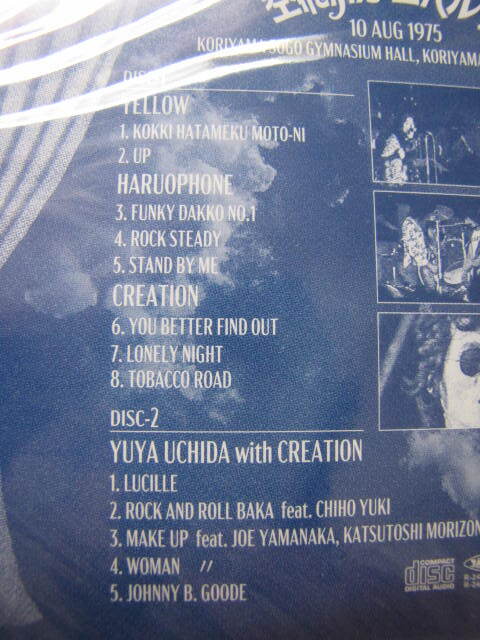 10 AUG 1975
KORIYAMA SOGO GYMNASIUM HALL, KORIYAMA
DISC-1
YELLOW
1. KOKKI HATAMEKU MOTO-NI
2. UP
HARUOPHONE
3. FUNKY DAKKO NO.1
4. ROCK STEADY
5. STAND BY ME
CREATION
6. YOU BETTER FIND OUT
7. LONELY NIGHT
8. TOBACCO ROAD
DISC-2
YUYA UCHIDA with CREATION
1. LUCILLE
2. ROCK AND ROLL BAKA feat. CHIHO YUKI
3. MAKE UP feat. JOE YAMANAKA, KATSUTOSHI MORIZON
4. WOMAN 〃
5. JOHNNY B. GOODE
COMPACT
disc
DIGITAL AUDIO